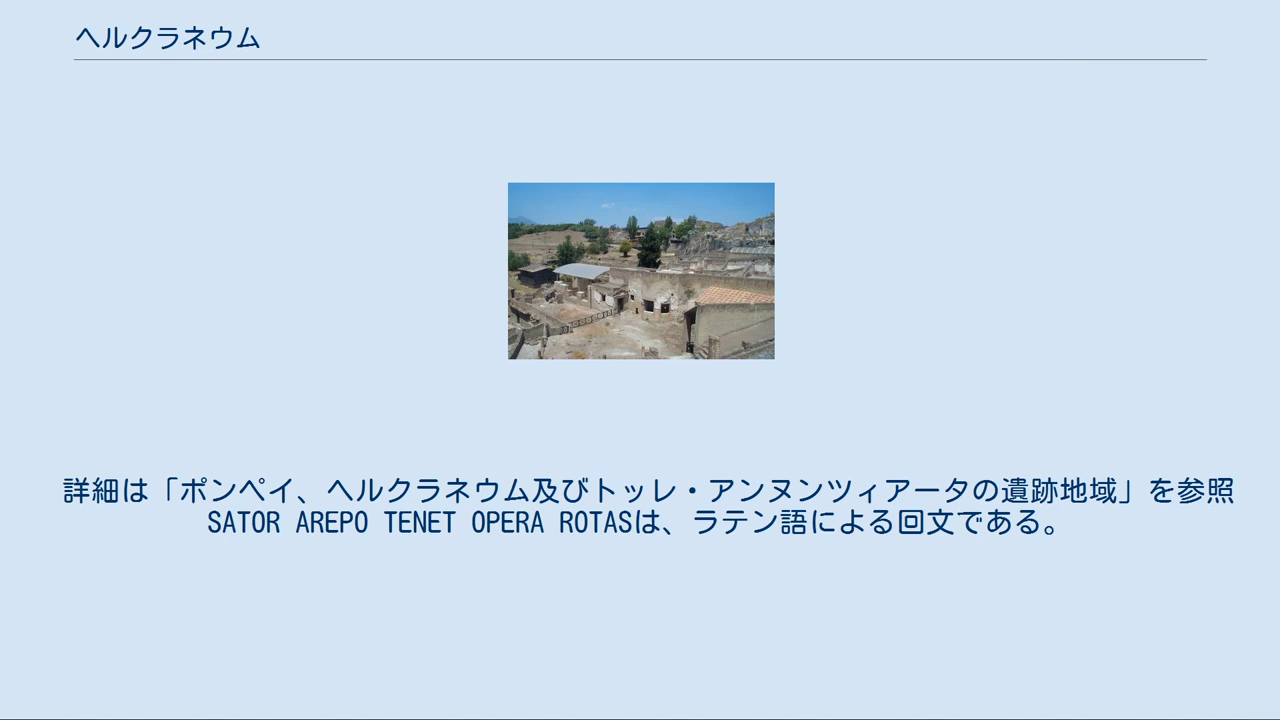 ヘルクラネウム
詳細は「ポンペイ、ヘルクラネウム及びトッレ・アンヌンツィアータの遺跡地域」を参照
SATOR AREPO TENET OPERA ROTASは、ラテン語による回文である。